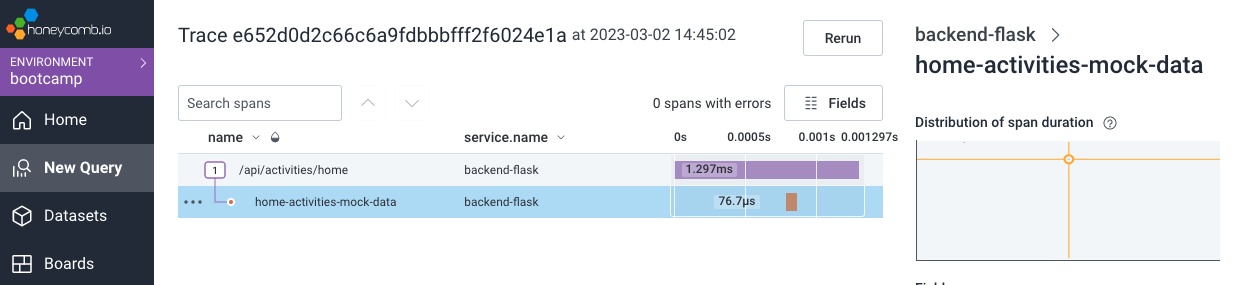 honeycomb.io
ENVIRONMENT
bootcamp
Home
New Query
Datasets
Boards
Trace e652d0d2c66c6a9fdbbbfff2f6024e1a at 2023-03-02 14:45:02
Rerun
Search spans
0 spans with errors
Fields
name service.name 0s 0.0005s 0.001s 0.001297s
1 /api/activities/home backend-flask 1.297ms
home-activities-mock-data backend-flask 76.7μs
backend-flask
home-activities-mock-data
Distribution of span duration ?